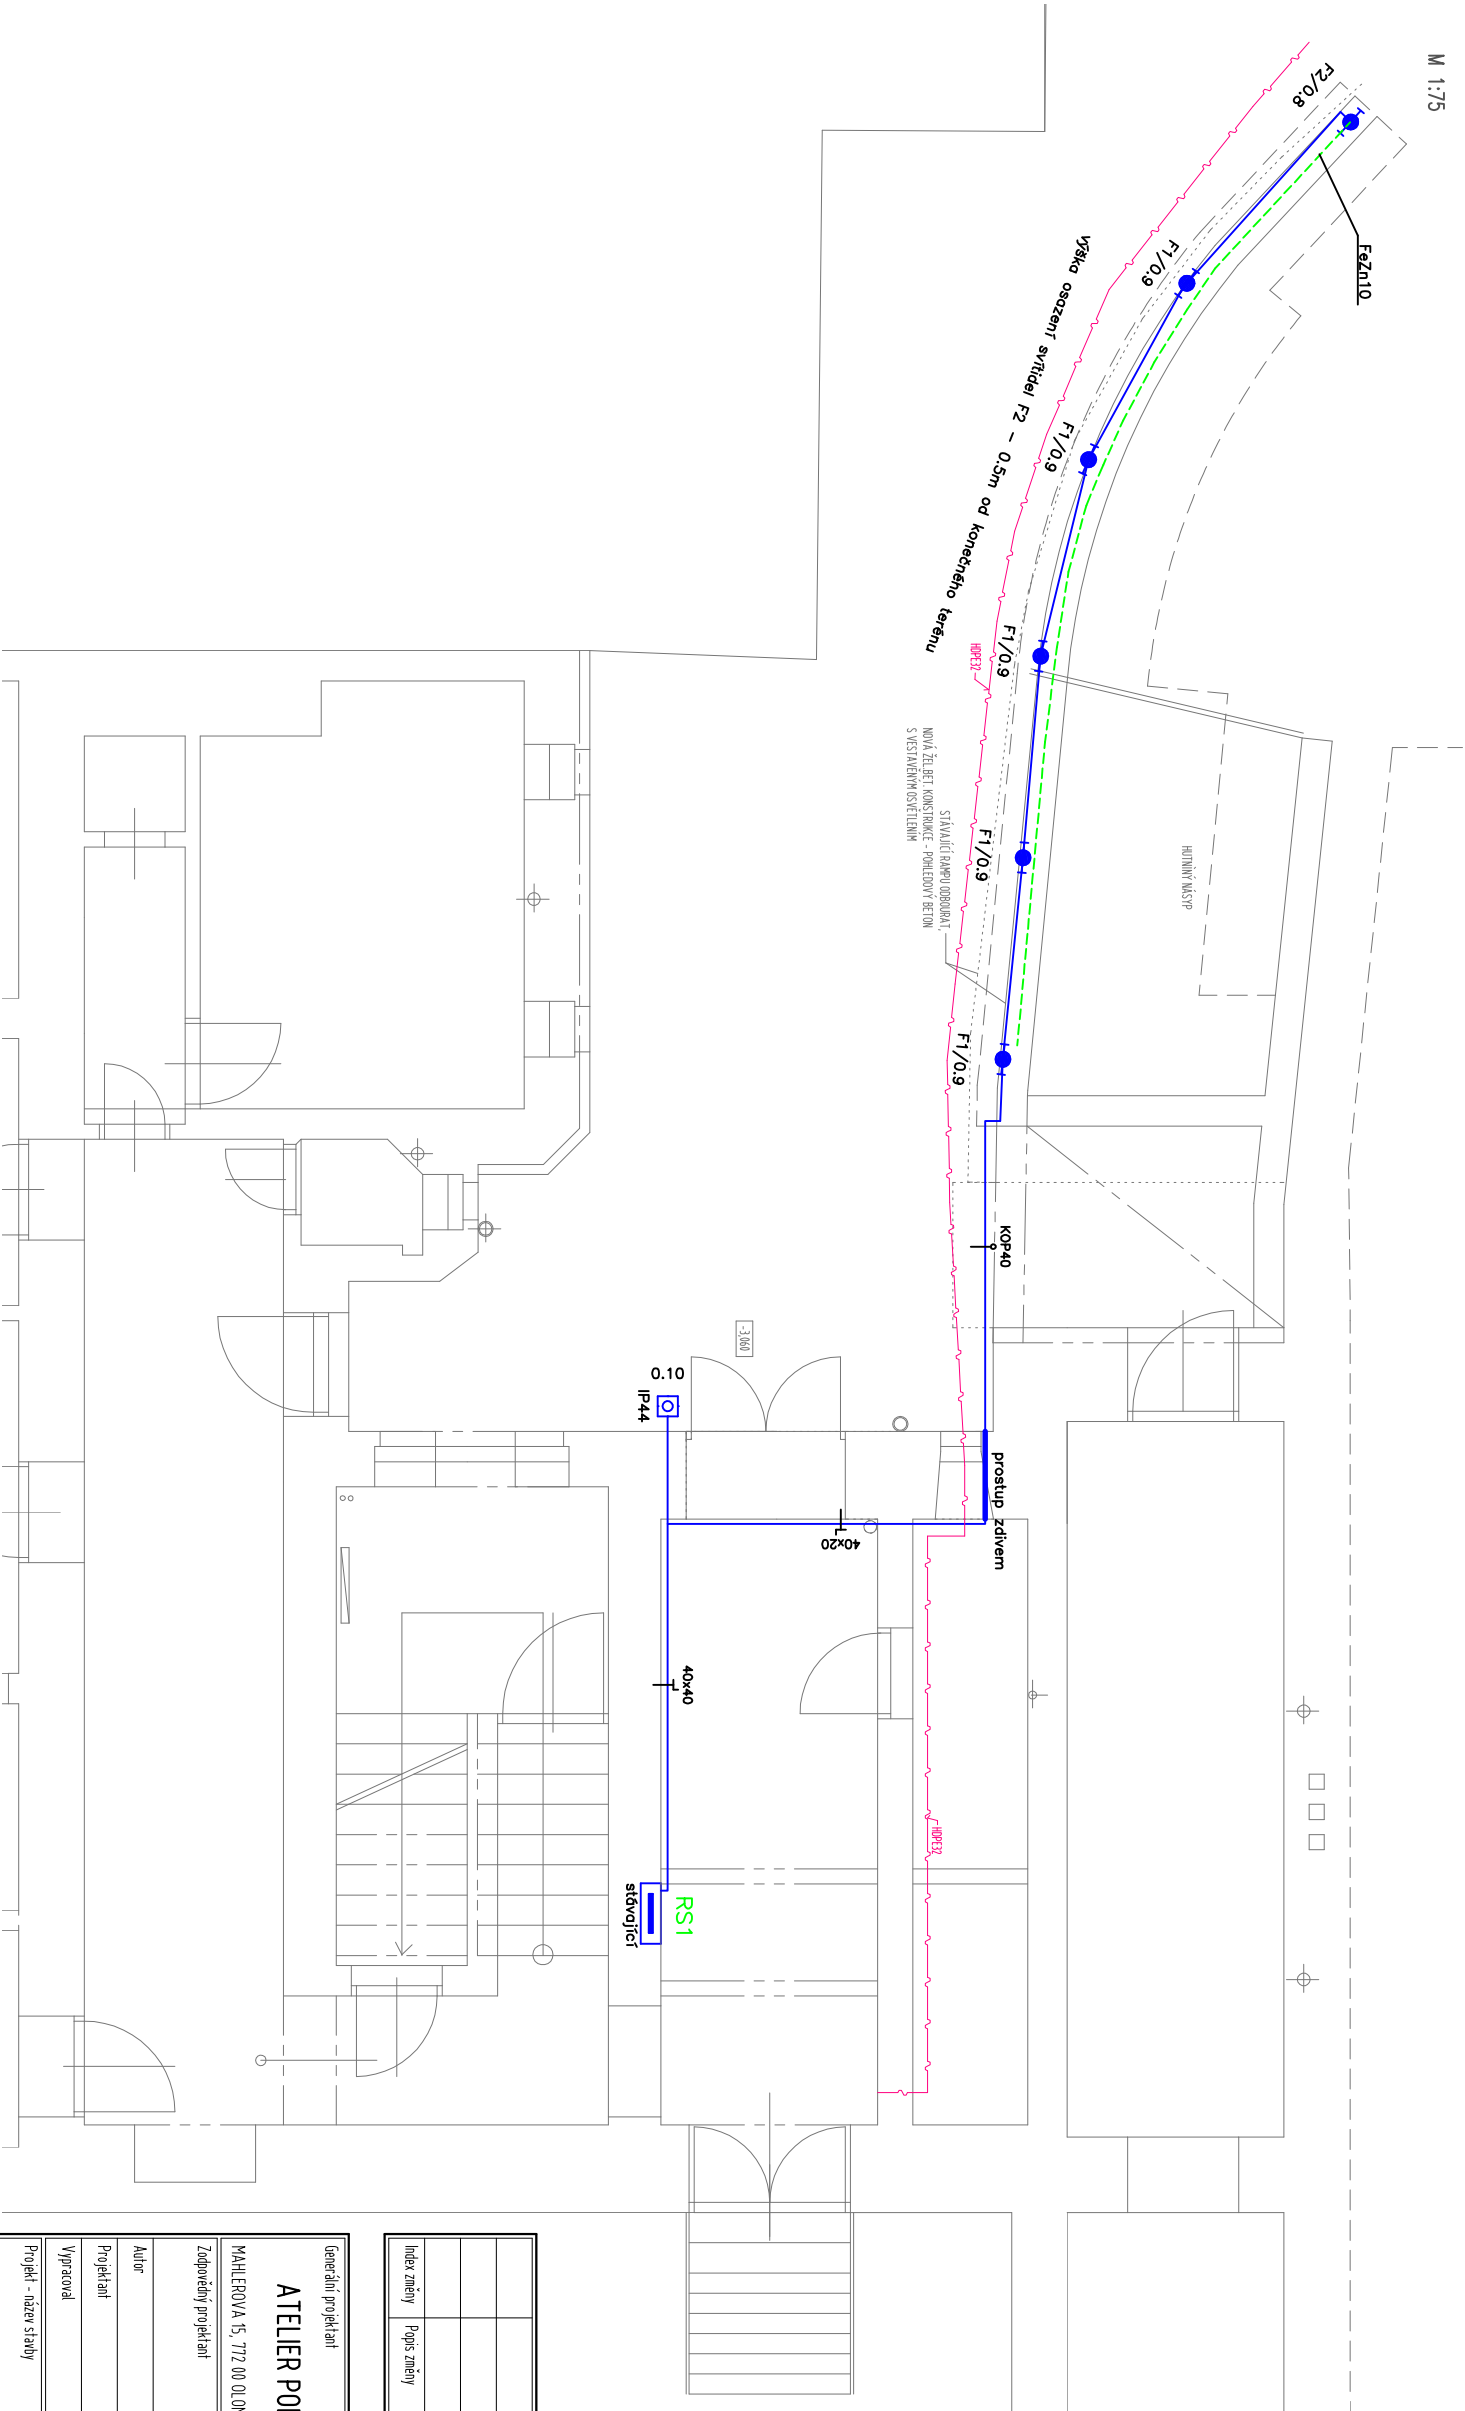 M 1:75
F2/0.8
FeZn10
F1/0.9
F1/0.9
výška osazení svítidel F2 - 0.5m od konečného terénu
F1/0.9
HDPE32
HUTNĚNÝ NÁSYP
F1/0.9
STÁVAJÍCÍ RAMPU ODBOURAT,
NOVÁ ŽEL.BET. KONSTRUKCE - POHLEDOVÝ BETON
S VESTAVĚNÝM OSVĚTLENÍM
F1/0.9
KOP40
-3,060
0.10
IP44
prostup zdivem
40x20
40x40
HDPE32
RS1
stávající
Index změny
Popis změny
Generální projektant
ATELIER
MAHLEROVA 15, 772 00
Zodpovědný projektant
Autor
Projektant
Vypracoval
Projekt - název stavby